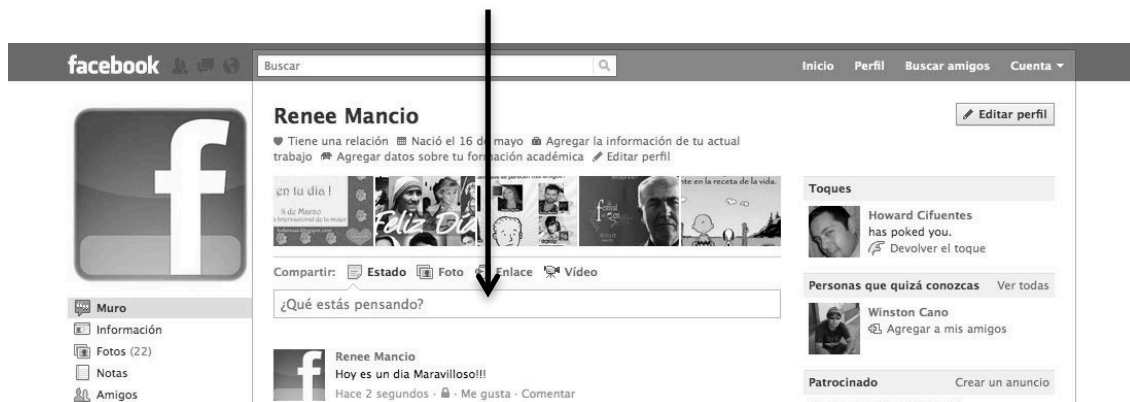 facebook
Buscar
Inicio Perfil Buscar amigos Cuenta
Renee Mancio
Editar perfil
Tiene una relación Nació el 16 de mayo Agregar la información de tu actual
trabajo Agregar datos sobre tu formación académica Editar perfil
en tu dia !
8 de Marzo
Feliz Día
festival
te en la receta de la vida.
Compartir: Estado Foto Enlace Vídeo
¿Qué estás pensando?
Muro
Información
Fotos (22)
Notas
Amigos
Renee Mancio
Hoy es un dia Maravilloso!!!
Hace 2 segundos · Me gusta · Comentar
Toques
Howard Cifuentes
has poked you.
Devolver el toque
Personas que quizá conozcas Ver todas
Winston Cano
Agregar a mis amigos
Patrocinado Crear un anuncio